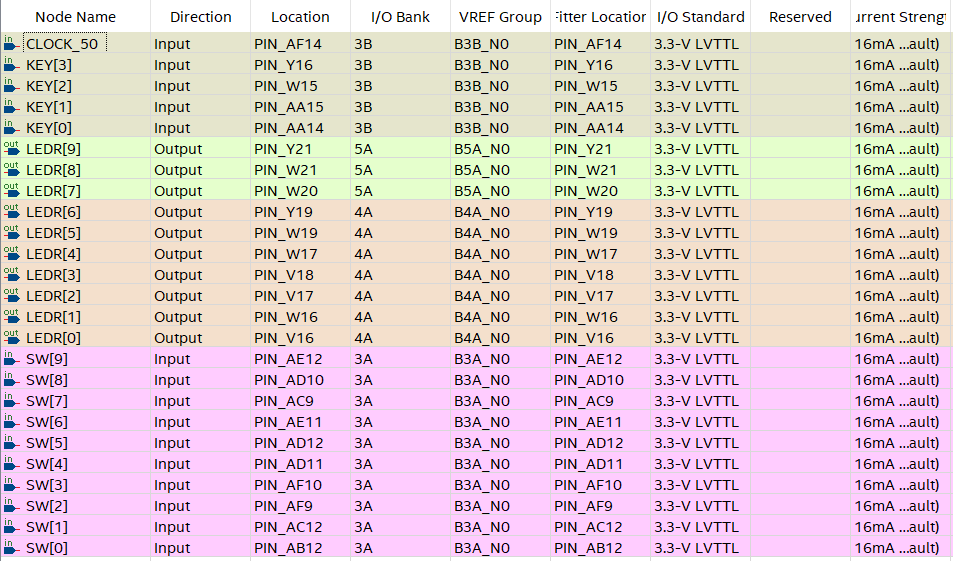 Node Name Direction Location I/O Bank VREF Group Fitter Location I/O Standard Reserved urrent Streng
in CLOCK_50 Input PIN_AF14 3B B3B_N0 PIN_AF14 3.3-V LVTTL 16mA ...ault)
in KEY[3] Input PIN_Y16 3B B3B_N0 PIN_Y16 3.3-V LVTTL 16mA ...ault)
in KEY[2] Input PIN_W15 3B B3B_N0 PIN_W15 3.3-V LVTTL 16mA ...ault)
in KEY[1] Input PIN_AA15 3B B3B_N0 PIN_AA15 3.3-V LVTTL 16mA ...ault)
in KEY[0] Input PIN_AA14 3B B3B_N0 PIN_AA14 3.3-V LVTTL 16mA ...ault)
out LEDR[9] Output PIN_Y21 5A B5A_N0 PIN_Y21 3.3-V LVTTL 16mA ...ault)
out LEDR[8] Output PIN_W21 5A B5A_N0 PIN_W21 3.3-V LVTTL 16mA ...ault)
out LEDR[7] Output PIN_W20 5A B5A_N0 PIN_W20 3.3-V LVTTL 16mA ...ault)
out LEDR[6] Output PIN_Y19 4A B4A_N0 PIN_Y19 3.3-V LVTTL 16mA ...ault)
out LEDR[5] Output PIN_W19 4A B4A_N0 PIN_W19 3.3-V LVTTL 16mA ...ault)
out LEDR[4] Output PIN_W17 4A B4A_N0 PIN_W17 3.3-V LVTTL 16mA ...ault)
out LEDR[3] Output PIN_V18 4A B4A_N0 PIN_V18 3.3-V LVTTL 16mA ...ault)
out LEDR[2] Output PIN_V17 4A B4A_N0 PIN_V17 3.3-V LVTTL 16mA ...ault)
out LEDR[1] Output PIN_W16 4A B4A_N0 PIN_W16 3.3-V LVTTL 16mA ...ault)
out LEDR[0] Output PIN_V16 4A B4A_N0 PIN_V16 3.3-V LVTTL 16mA ...ault)
in SW[9] Input PIN_AE12 3A B3A_N0 PIN_AE12 3.3-V LVTTL 16mA ...ault)
in SW[8] Input PIN_AD10 3A B3A_N0 PIN_AD10 3.3-V LVTTL 16mA ...ault)
in SW[7] Input PIN_AC9 3A B3A_N0 PIN_AC9 3.3-V LVTTL 16mA ...ault)
in SW[6] Input PIN_AE11 3A B3A_N0 PIN_AE11 3.3-V LVTTL 16mA ...ault)
in SW[5] Input PIN_AD12 3A B3A_N0 PIN_AD12 3.3-V LVTTL 16mA ...ault)
in SW[4] Input PIN_AD11 3A B3A_N0 PIN_AD11 3.3-V LVTTL 16mA ...ault)
in SW[3] Input PIN_AF10 3A B3A_N0 PIN_AF10 3.3-V LVTTL 16mA ...ault)
in SW[2] Input PIN_AF9 3A B3A_N0 PIN_AF9 3.3-V LVTTL 16mA ...ault)
in SW[1] Input PIN_AC12 3A B3A_N0 PIN_AC12 3.3-V LVTTL 16mA ...ault)
in SW[0] Input PIN_AB12 3A B3A_N0 PIN_AB12 3.3-V LVTTL 16mA ...ault)